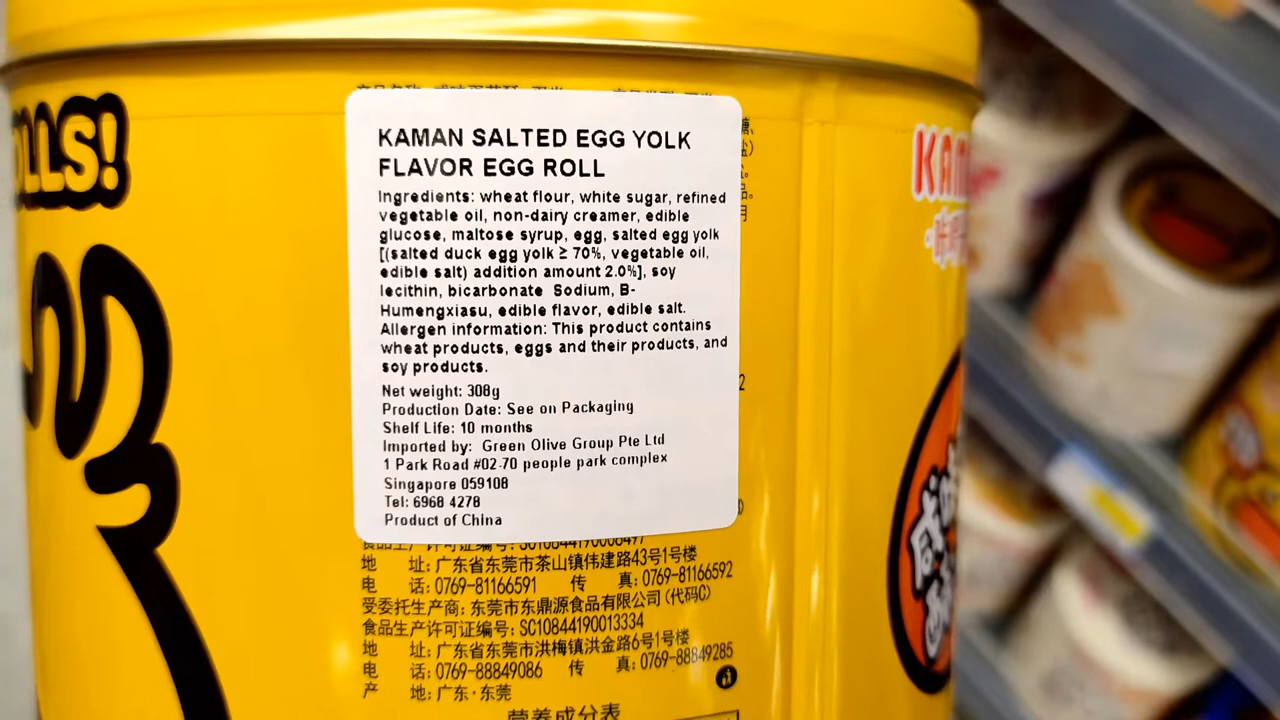 LLS!
KAMAN SALTED EGG YOLK
FLAVOR EGG ROLL
Ingredients: wheat flour, white sugar, refined
vegetable oil, non-dairy creamer, edible
glucose, maltose syrup, egg, salted egg yolk
[(salted duck egg yolk ≥ 70%, vegetable oil,
edible salt) addition amount 2.0%], soy
lecithin, bicarbonate Sodium, B-
Humengxiasu, edible flavor, edible salt.
Allergen information: This product contains
wheat products, eggs and their products, and
soy products.
Net weight: 308g
Production Date: See on Packaging
Shelf Life: 10 months
Imported by: Green Olive Group Pte Ltd
1 Park Road #02-70 people park complex
Singapore 059108
Tel: 6968 4278
Product of China
地 址: 广东省东莞市茶山镇伟建路43号1号楼
电 话: 0769-81166591 传 真: 0769-81166592
受委托生产商: 东莞市东鼎源食品有限公司 (代码C)
食品生产许可证编号: SC10844190013334
地 址: 广东省东莞市洪梅镇洪金路6号1号楼
电 话: 0769-88849086 传 真: 0769-88849285
产 地: 广东·东莞
营养成分表
KAM